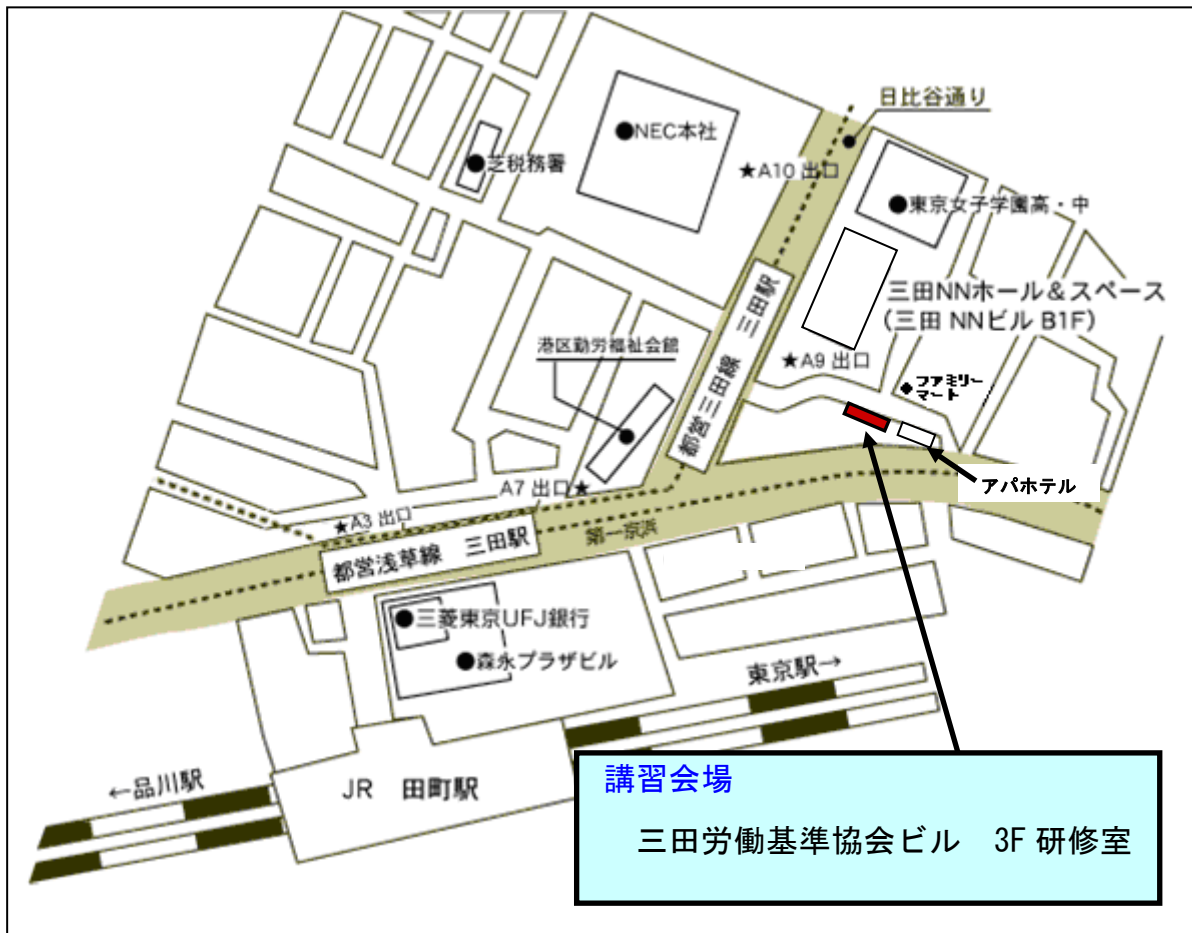 日比谷通り
●NEC本社
●芝税務署
★A10 出口
●東京女子学園高・中
三田NNホール＆スペース
（三田 NNビル B1F）
都営三田線　三田駅
港区勤労福祉会館
★A9 出口
ファミリー
マート
アパホテル
A7 出口★
★A3 出口
第一京浜
都営浅草線　三田駅
●三菱東京UFJ銀行
●森永プラザビル
東京駅→
←品川駅
JR　田町駅
講習会場
三田労働基準協会ビル　3F 研修室